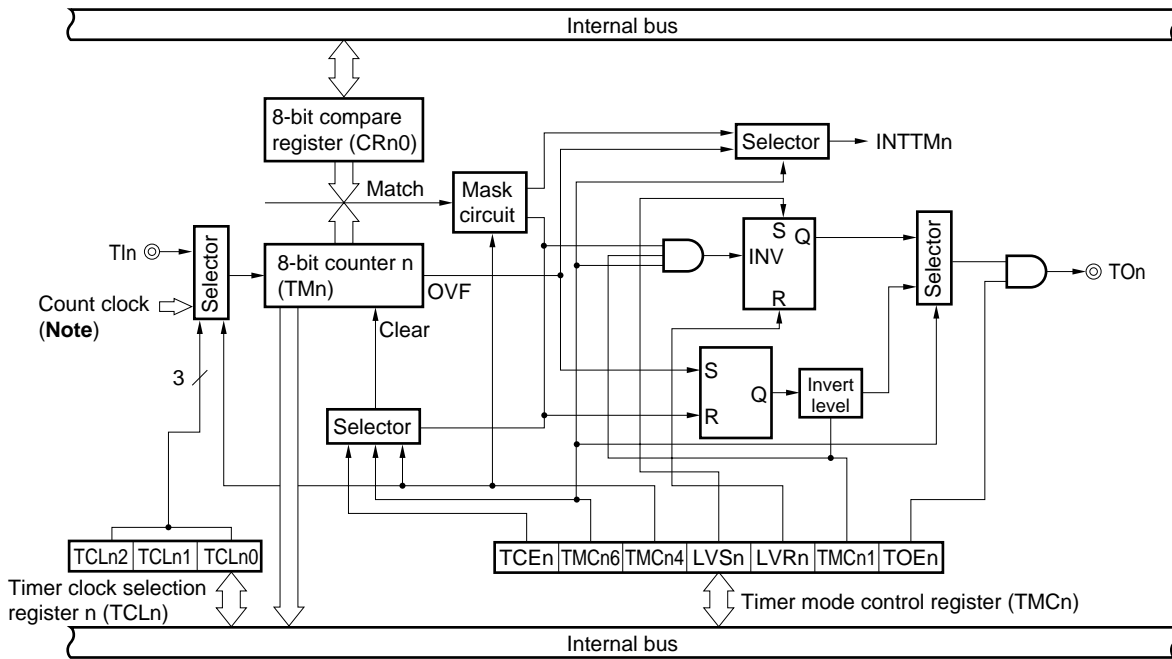 Internal bus
8-bit compare
register (CRn0)
Match
Mask
circuit
Selector
INTTMn
TIn
Selector
8-bit counter n
(TMn)
OVF
S
Q
INV
R
Selector
TOn
Count clock
(Note)
Clear
3
S
Q
R
Invert
level
Selector
TCLn2
TCLn1
TCLn0
TCEn
TMCn6
TMCn4
LVSn
LVRn
TMCn1
TOEn
Timer clock selection
register n (TCLn)
Timer mode control register (TMCn)
Internal bus